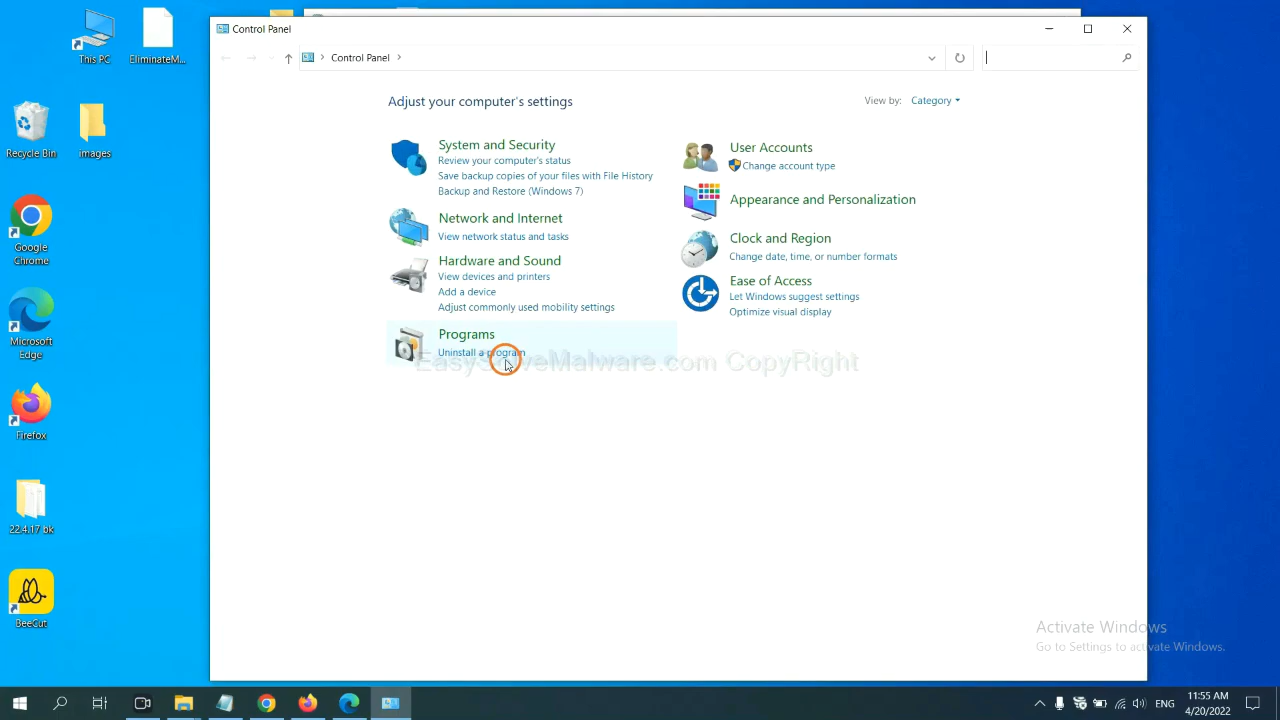 Control Panel
Control Panel
Adjust your computer's settings
View by: Category
System and Security
Review your computer's status
Save backup copies of your files with File History
Backup and Restore (Windows 7)
Network and Internet
View network status and tasks
Hardware and Sound
View devices and printers
Add a device
Adjust commonly used mobility settings
Programs
Uninstall a program
User Accounts
Change account type
Appearance and Personalization
Clock and Region
Change date, time, or number formats
Ease of Access
Let Windows suggest settings
Optimize visual display
EasySolveMalware.com CopyRight
This PC
EliminateM...
Recycle Bin
images
Google
Chrome
Microsoft
Edge
Firefox
22.4.17 bk
BeeCut
Activate Windows
Go to Settings to activate Windows.
ENG
11:55 AM
4/20/2022